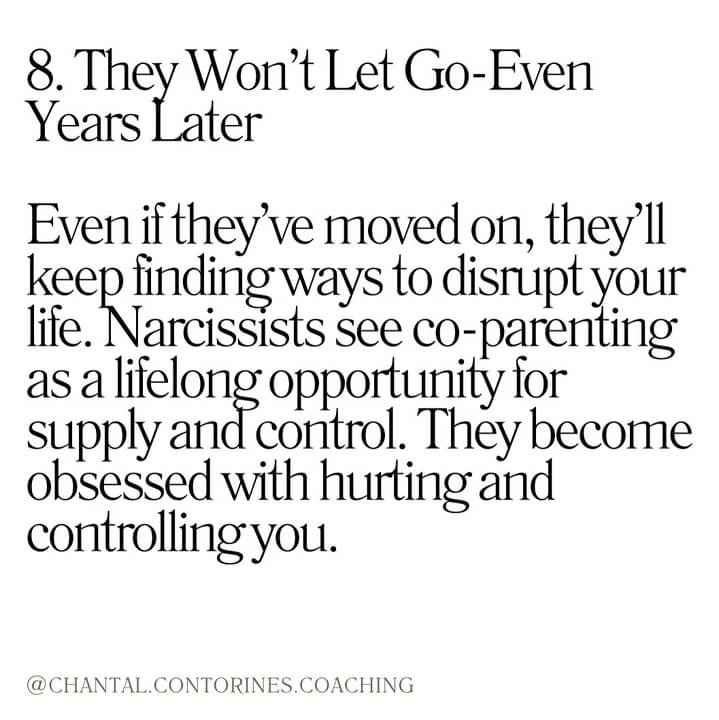 8. They Won’t Let Go-Even
Years Later
Even if they’ve moved on, they’ll
keep finding ways to disrupt your
life. Narcissists see co-parenting
as a lifelong opportunity for
supply and control. They become
obsessed with hurting and
controlling you.
@CHANTAL.CONTORINES.COACHING